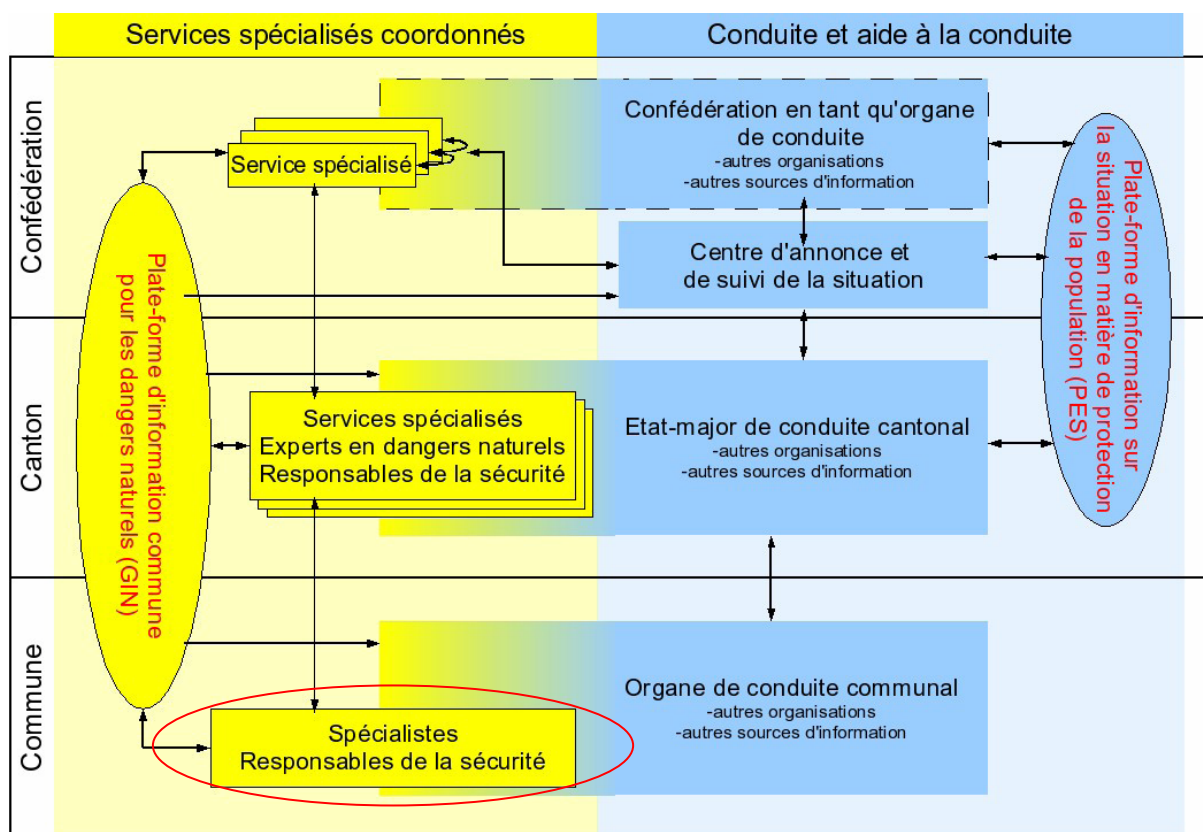 Services spécialisés coordonnés
Conduite et aide à la conduite
Confédération
Service spécialisé
Confédération en tant qu'organe
de conduite
-autres organisations
-autres sources d'information
Centre d'annonce et
de suivi de la situation
Plate-forme d'information commune
pour les dangers naturels (GIN)
Plate-forme d'information sur
la situation en matière de protection
de la population (PES)
Canton
Services spécialisés
Experts en dangers naturels
Responsables de la sécurité
Etat-major de conduite cantonal
-autres organisations
-autres sources d'information
Commune
Spécialistes
Responsables de la sécurité
Organe de conduite communal
-autres organisations
-autres sources d'information